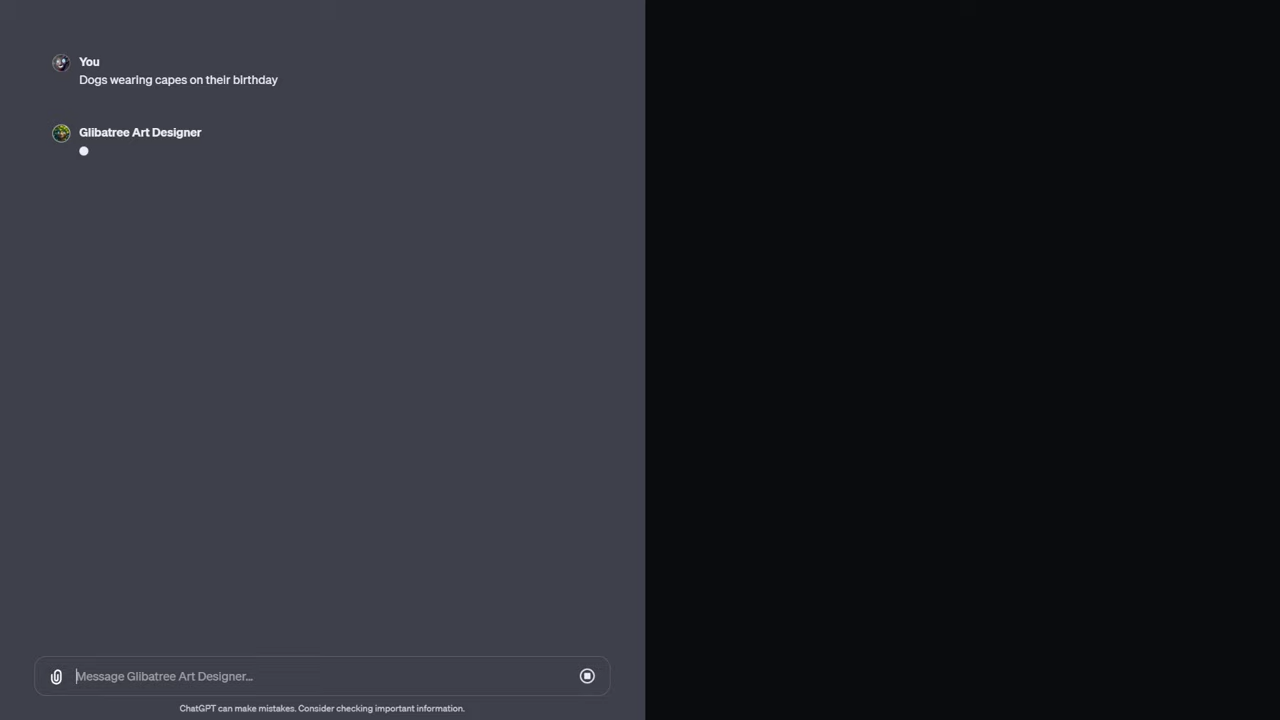 You
Dogs wearing capes on their birthday
Glibatree Art Designer
Message Glibatree Art Designer...
ChatGPT can make mistakes. Consider checking important information.